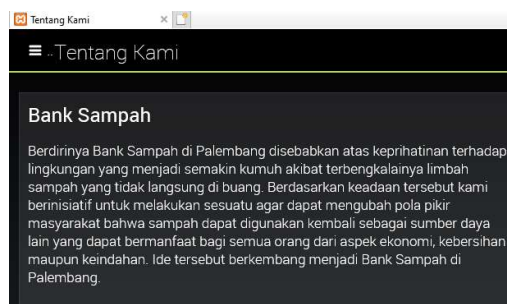 Tentang Kami
Tentang Kami
Bank Sampah
Berdirinya Bank Sampah di Palembang disebabkan atas keprihatinan terhadap
lingkungan yang menjadi semakin kumuh akibat terbengkalainya limbah
sampah yang tidak langsung di buang. Berdasarkan keadaan tersebut kami
berinisiatif untuk melakukan sesuatu agar dapat mengubah pola pikir
masyarakat bahwa sampah dapat digunakan kembali sebagai sumber daya
lain yang dapat bermanfaat bagi semua orang dari aspek ekonomi, kebersihan
maupun keindahan. Ide tersebut berkembang menjadi Bank Sampah di
Palembang.